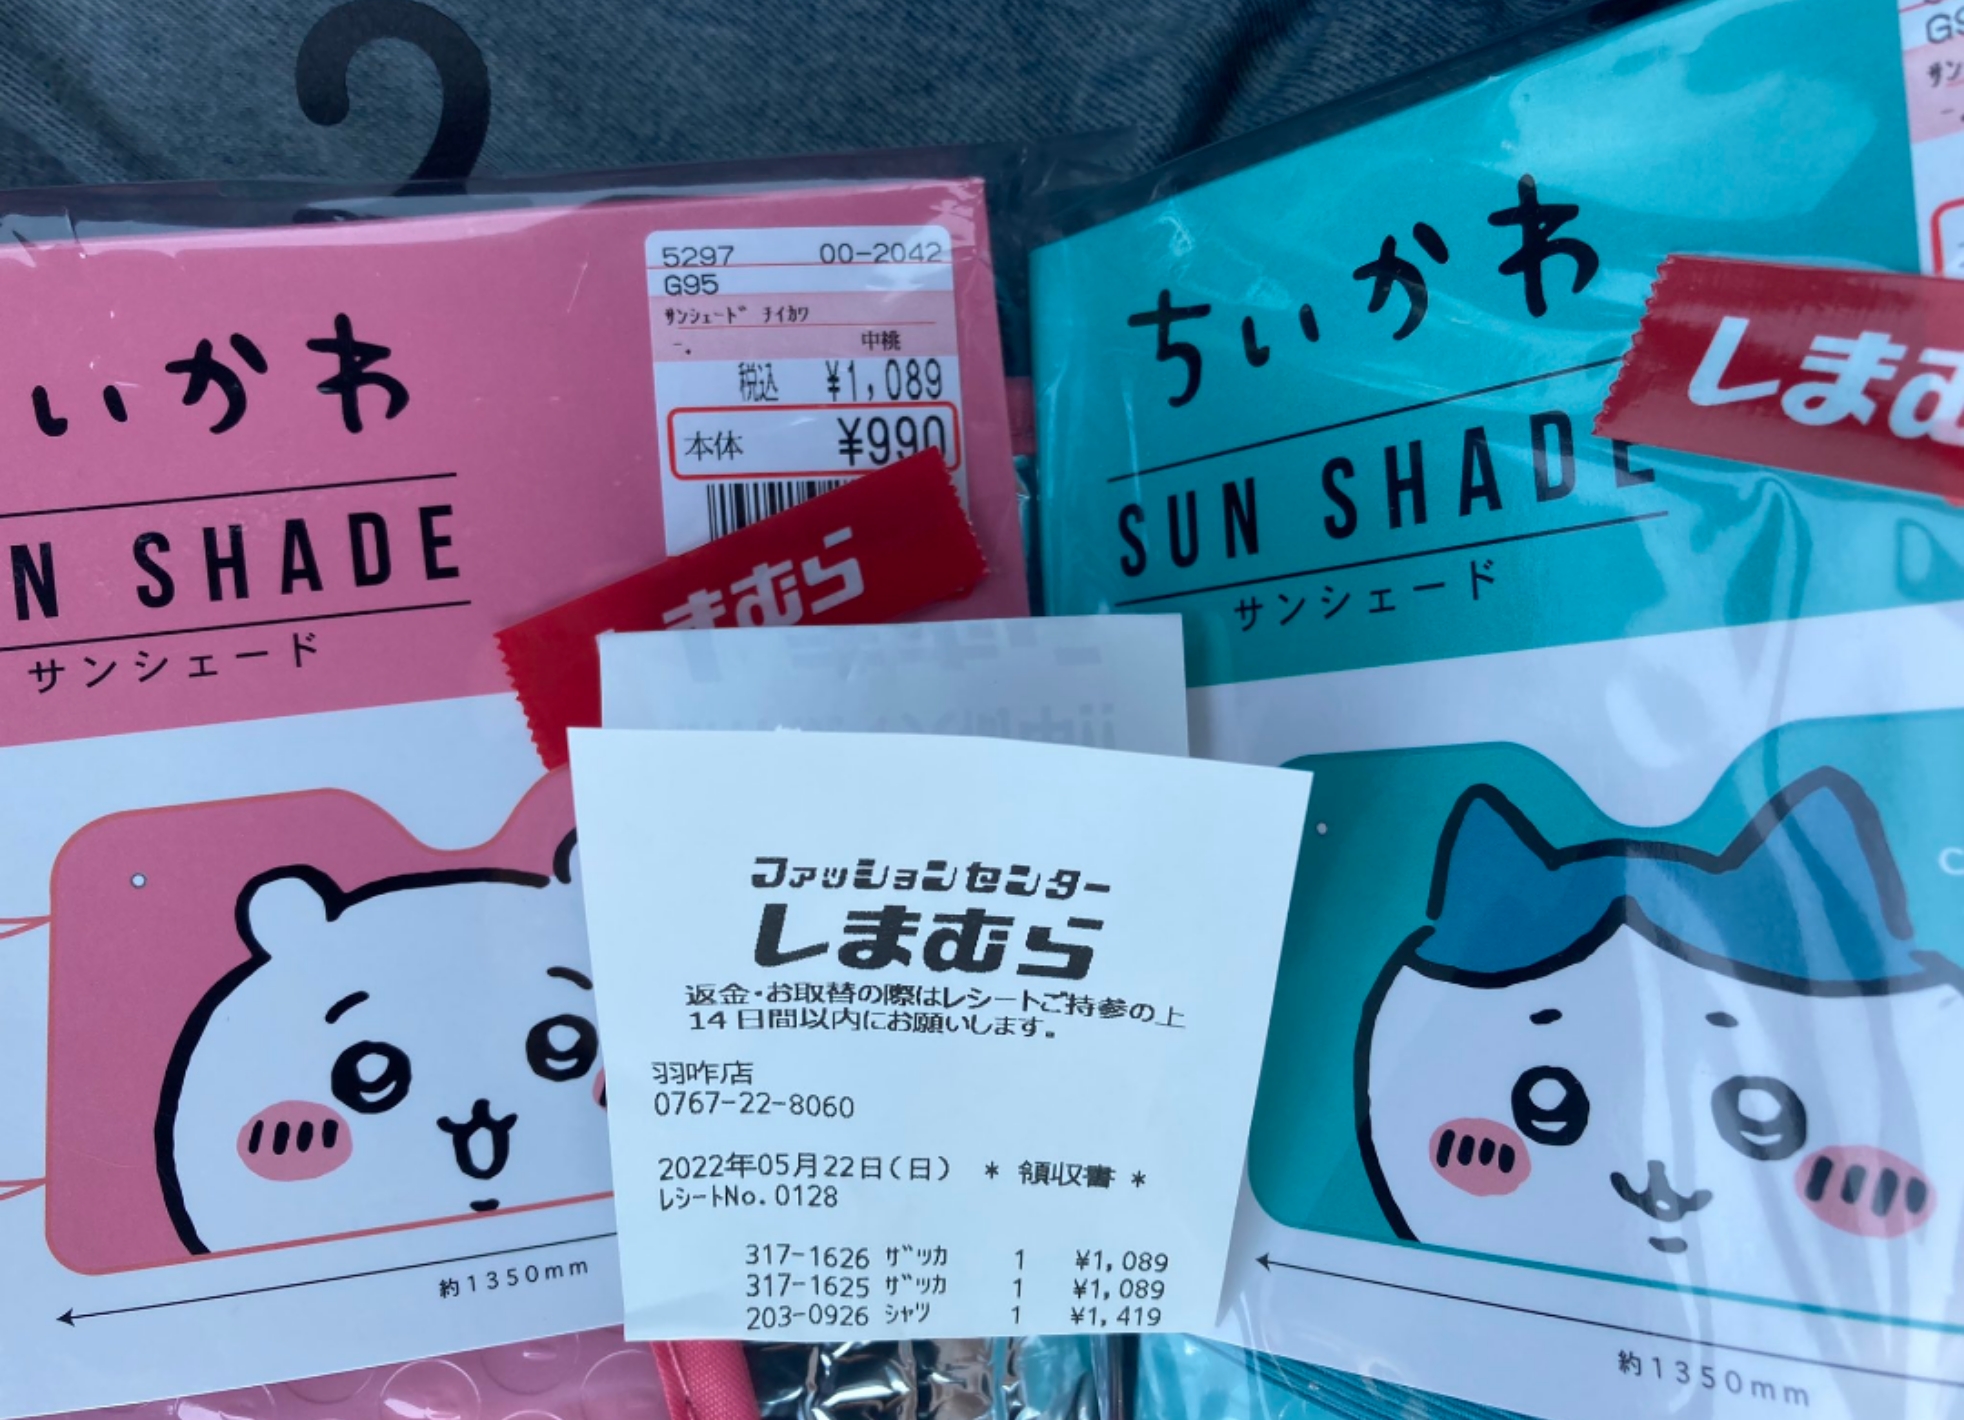 いかわ
N SHADE
サンシェード
5297 00-2042
G95
サンシェード チイカワ
-. 中桃
税込 ¥1,089
本体 ¥990
まむら
ちいかわ
SUN SHADE
サンシェード
しまむ
ファッションセンター
しまむら
返金・お取替の際はレシートご持参の上
14日間以内にお願いします。
羽咋店
0767-22-8060
2022年05月22日(日) * 領収書 *
レシートNo.0128
317-1626 ザッカ 1 ¥1,089
317-1625 ザッカ 1 ¥1,089
203-0926 シャツ 1 ¥1,419
約1350mm
約1350mm